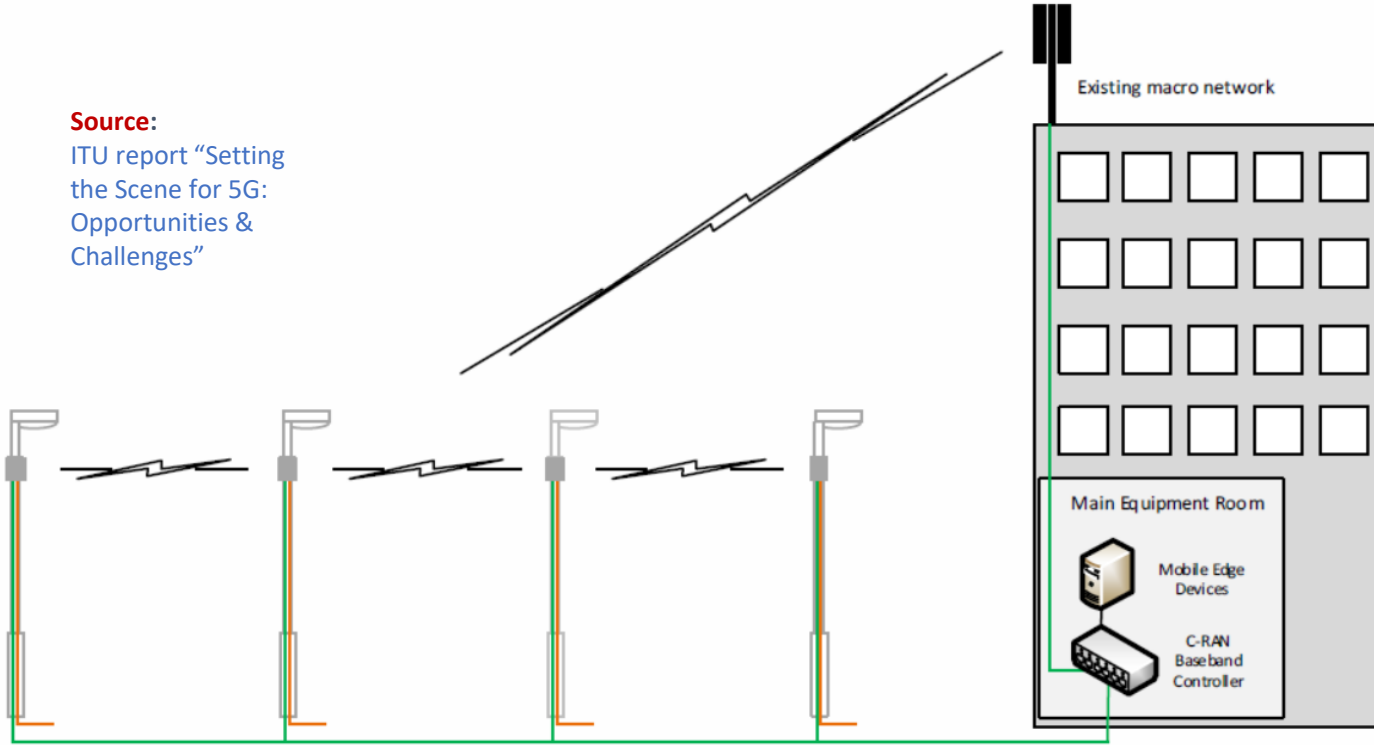 Source:
ITU report “Setting
the Scene for 5G:
Opportunities &
Challenges”
Existing macro network
Main Equipment Room
Mobile Edge
Devices
C-RAN
Baseband
Controller